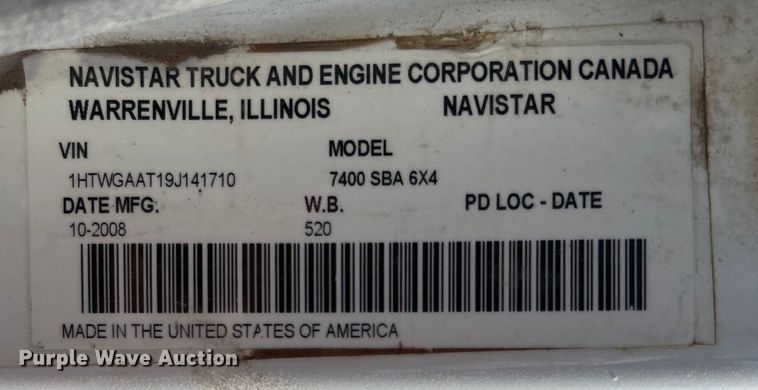 NAVISTAR TRUCK AND ENGINE CORPORATION CANADA
WARRENVILLE, ILLINOIS NAVISTAR
VIN MODEL
1HTWGAAT19J141710 7400 SBA 6X4
DATE MFG. W.B. PD LOC - DATE
10-2008 520
MADE IN THE UNITED STATES OF AMERICA
Purple Wave Auction